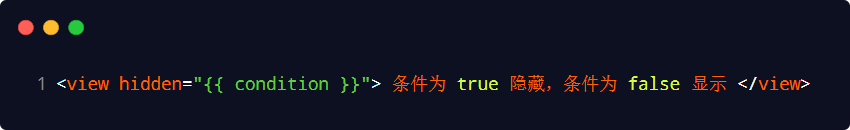 1 <view hidden="{{ condition }}"> 条件为 true 隐藏，条件为 false 显示 </view>